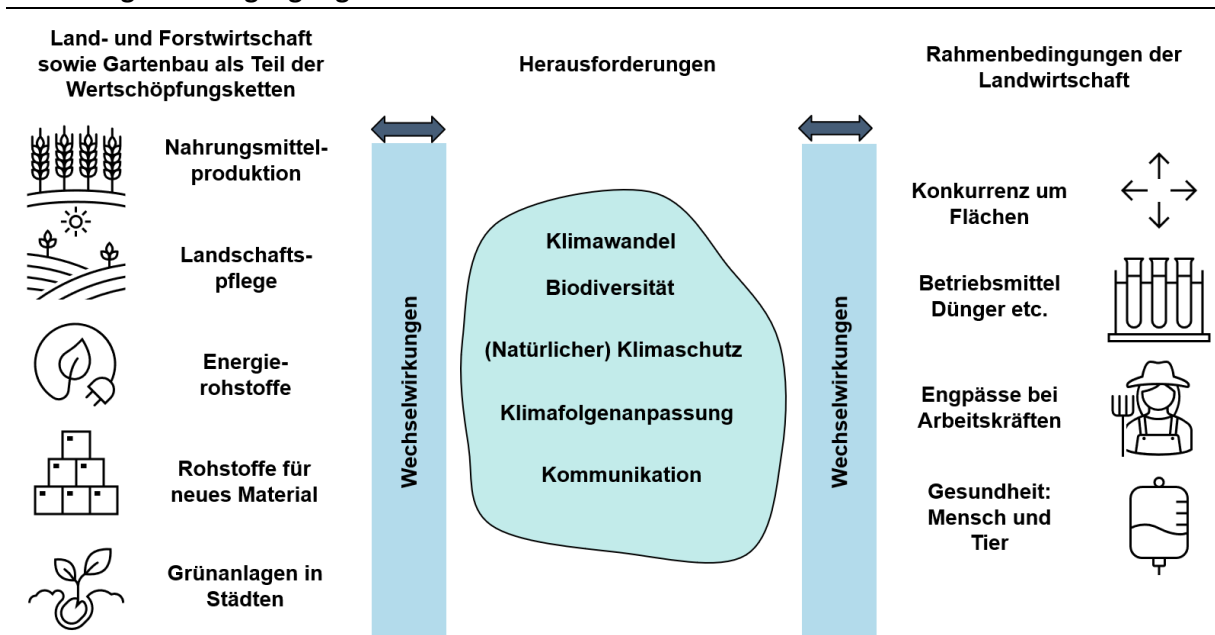 Land- und Forstwirtschaft
sowie Gartenbau als Teil der
Wertschöpfungsketten
Nahrungsmittel-
produktion
Landschafts-
pflege
Energie-
rohstoffe
Rohstoffe für
neues Material
Grünanlagen in
Städten
Wechselwirkungen
Herausforderungen
Klimawandel
Biodiversität
(Natürlicher) Klimaschutz
Klimafolgenanpassung
Kommunikation
Wechselwirkungen
Rahmenbedingungen der
Landwirtschaft
Konkurrenz um
Flächen
Betriebsmittel
Dünger etc.
Engpässe bei
Arbeitskräften
Gesundheit:
Mensch und
Tier